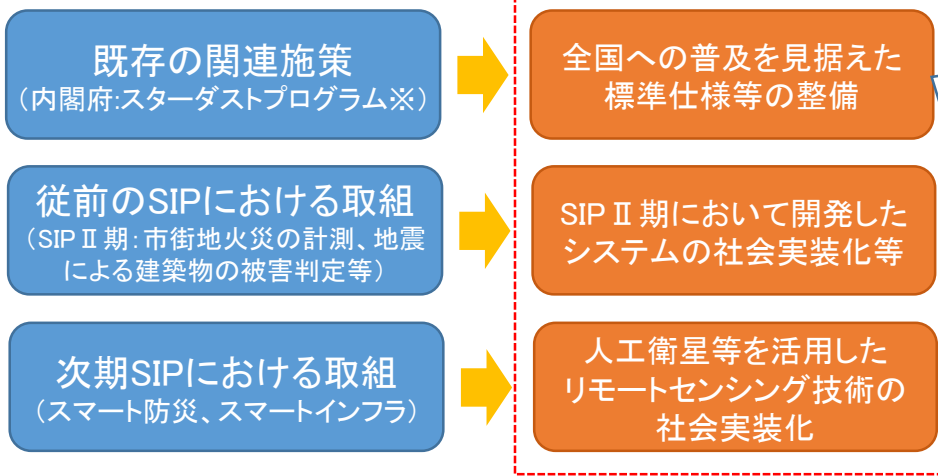 既存の関連施策
（内閣府:スターダストプログラム※）
全国への普及を見据えた
標準仕様等の整備
従前のSIPにおける取組
（SIPⅡ期：市街地火災の計測、地震
による建築物の被害判定等）
SIPⅡ期において開発した
システムの社会実装化等
次期SIPにおける取組
（スマート防災、スマートインフラ）
人工衛星等を活用した
リモートセンシング技術の
社会実装化